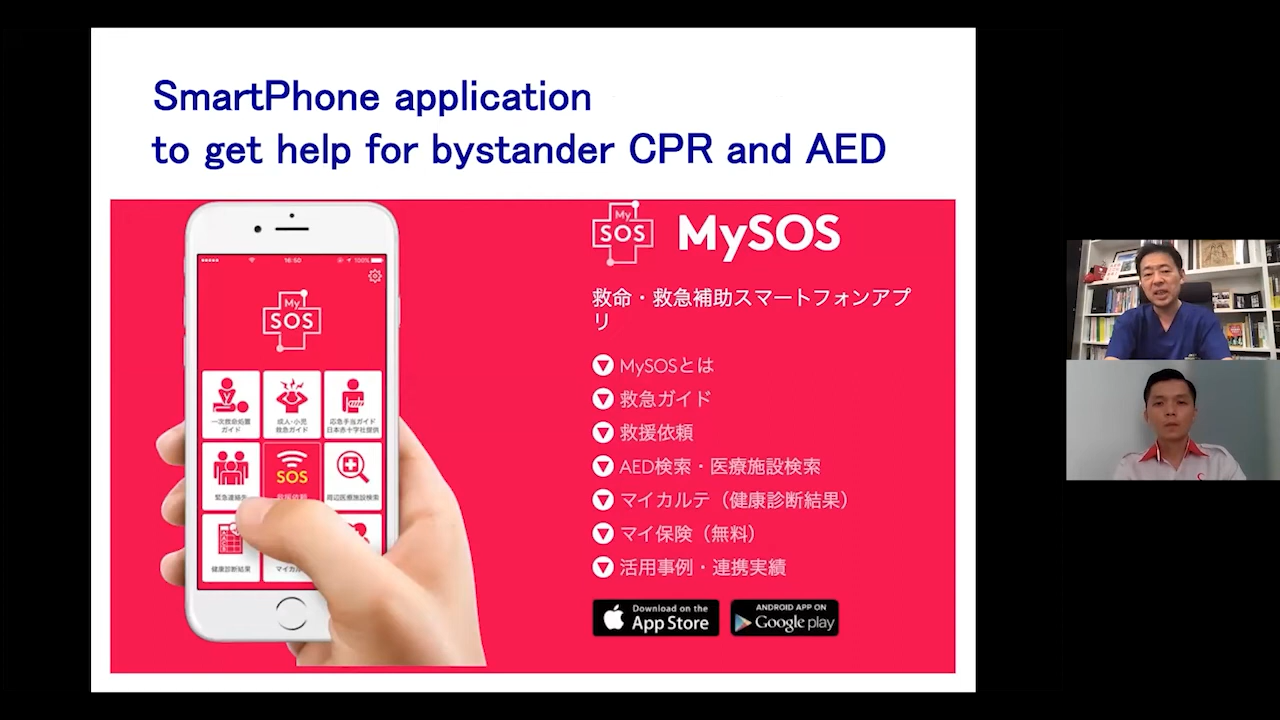 SmartPhone application
to get help for bystander CPR and AED
My
SOS
MySOS
救命・救急補助スマートフォンアプ
リ
MySOSとは
救急ガイド
救援依頼
AED検索・医療施設検索
マイカルテ（健康診断結果）
マイ保険（無料）
活用事例・連携実績
Download on the
App Store
ANDROID APP ON
Google play
16:50
100%
My
SOS
一次救命処置
ガイド
成人・小児
救急ガイド
応急手当ガイド
日本赤十字社提供
緊急連絡先
SOS
救援依頼
周辺医療施設検索
健康診断結果
マイカル